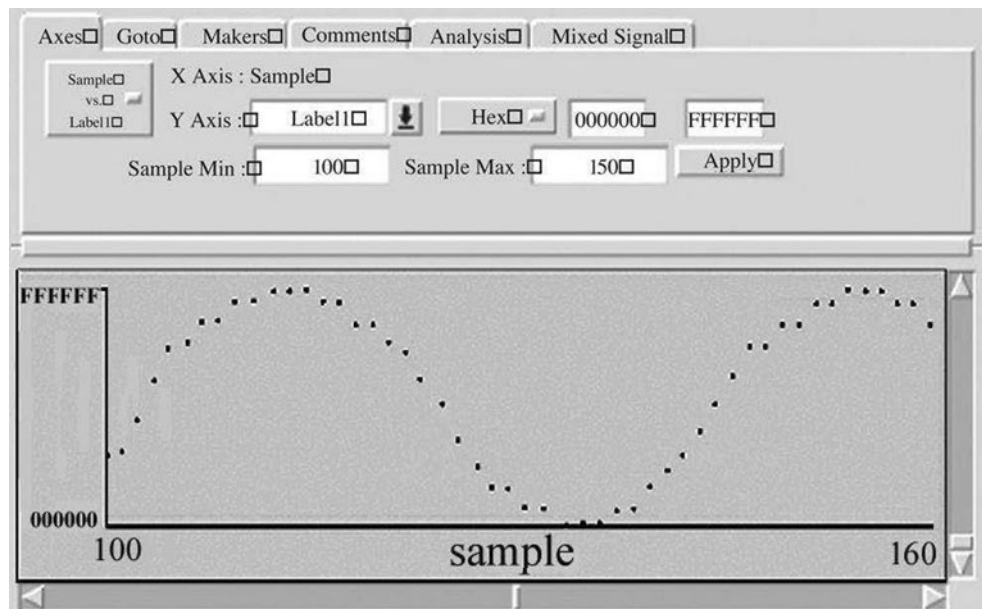 Axes□ Goto□ Makers□ Comments□ Analysis□ Mixed Signal□
Sample□
vs.□
Label1□
X Axis : Sample□
Y Axis :□ Label1□ Hex□ 000000□ FFFFFF□
Sample Min :□ 100□ Sample Max :□ 150□ Apply□
FFFFFF
000000
100 sample 160